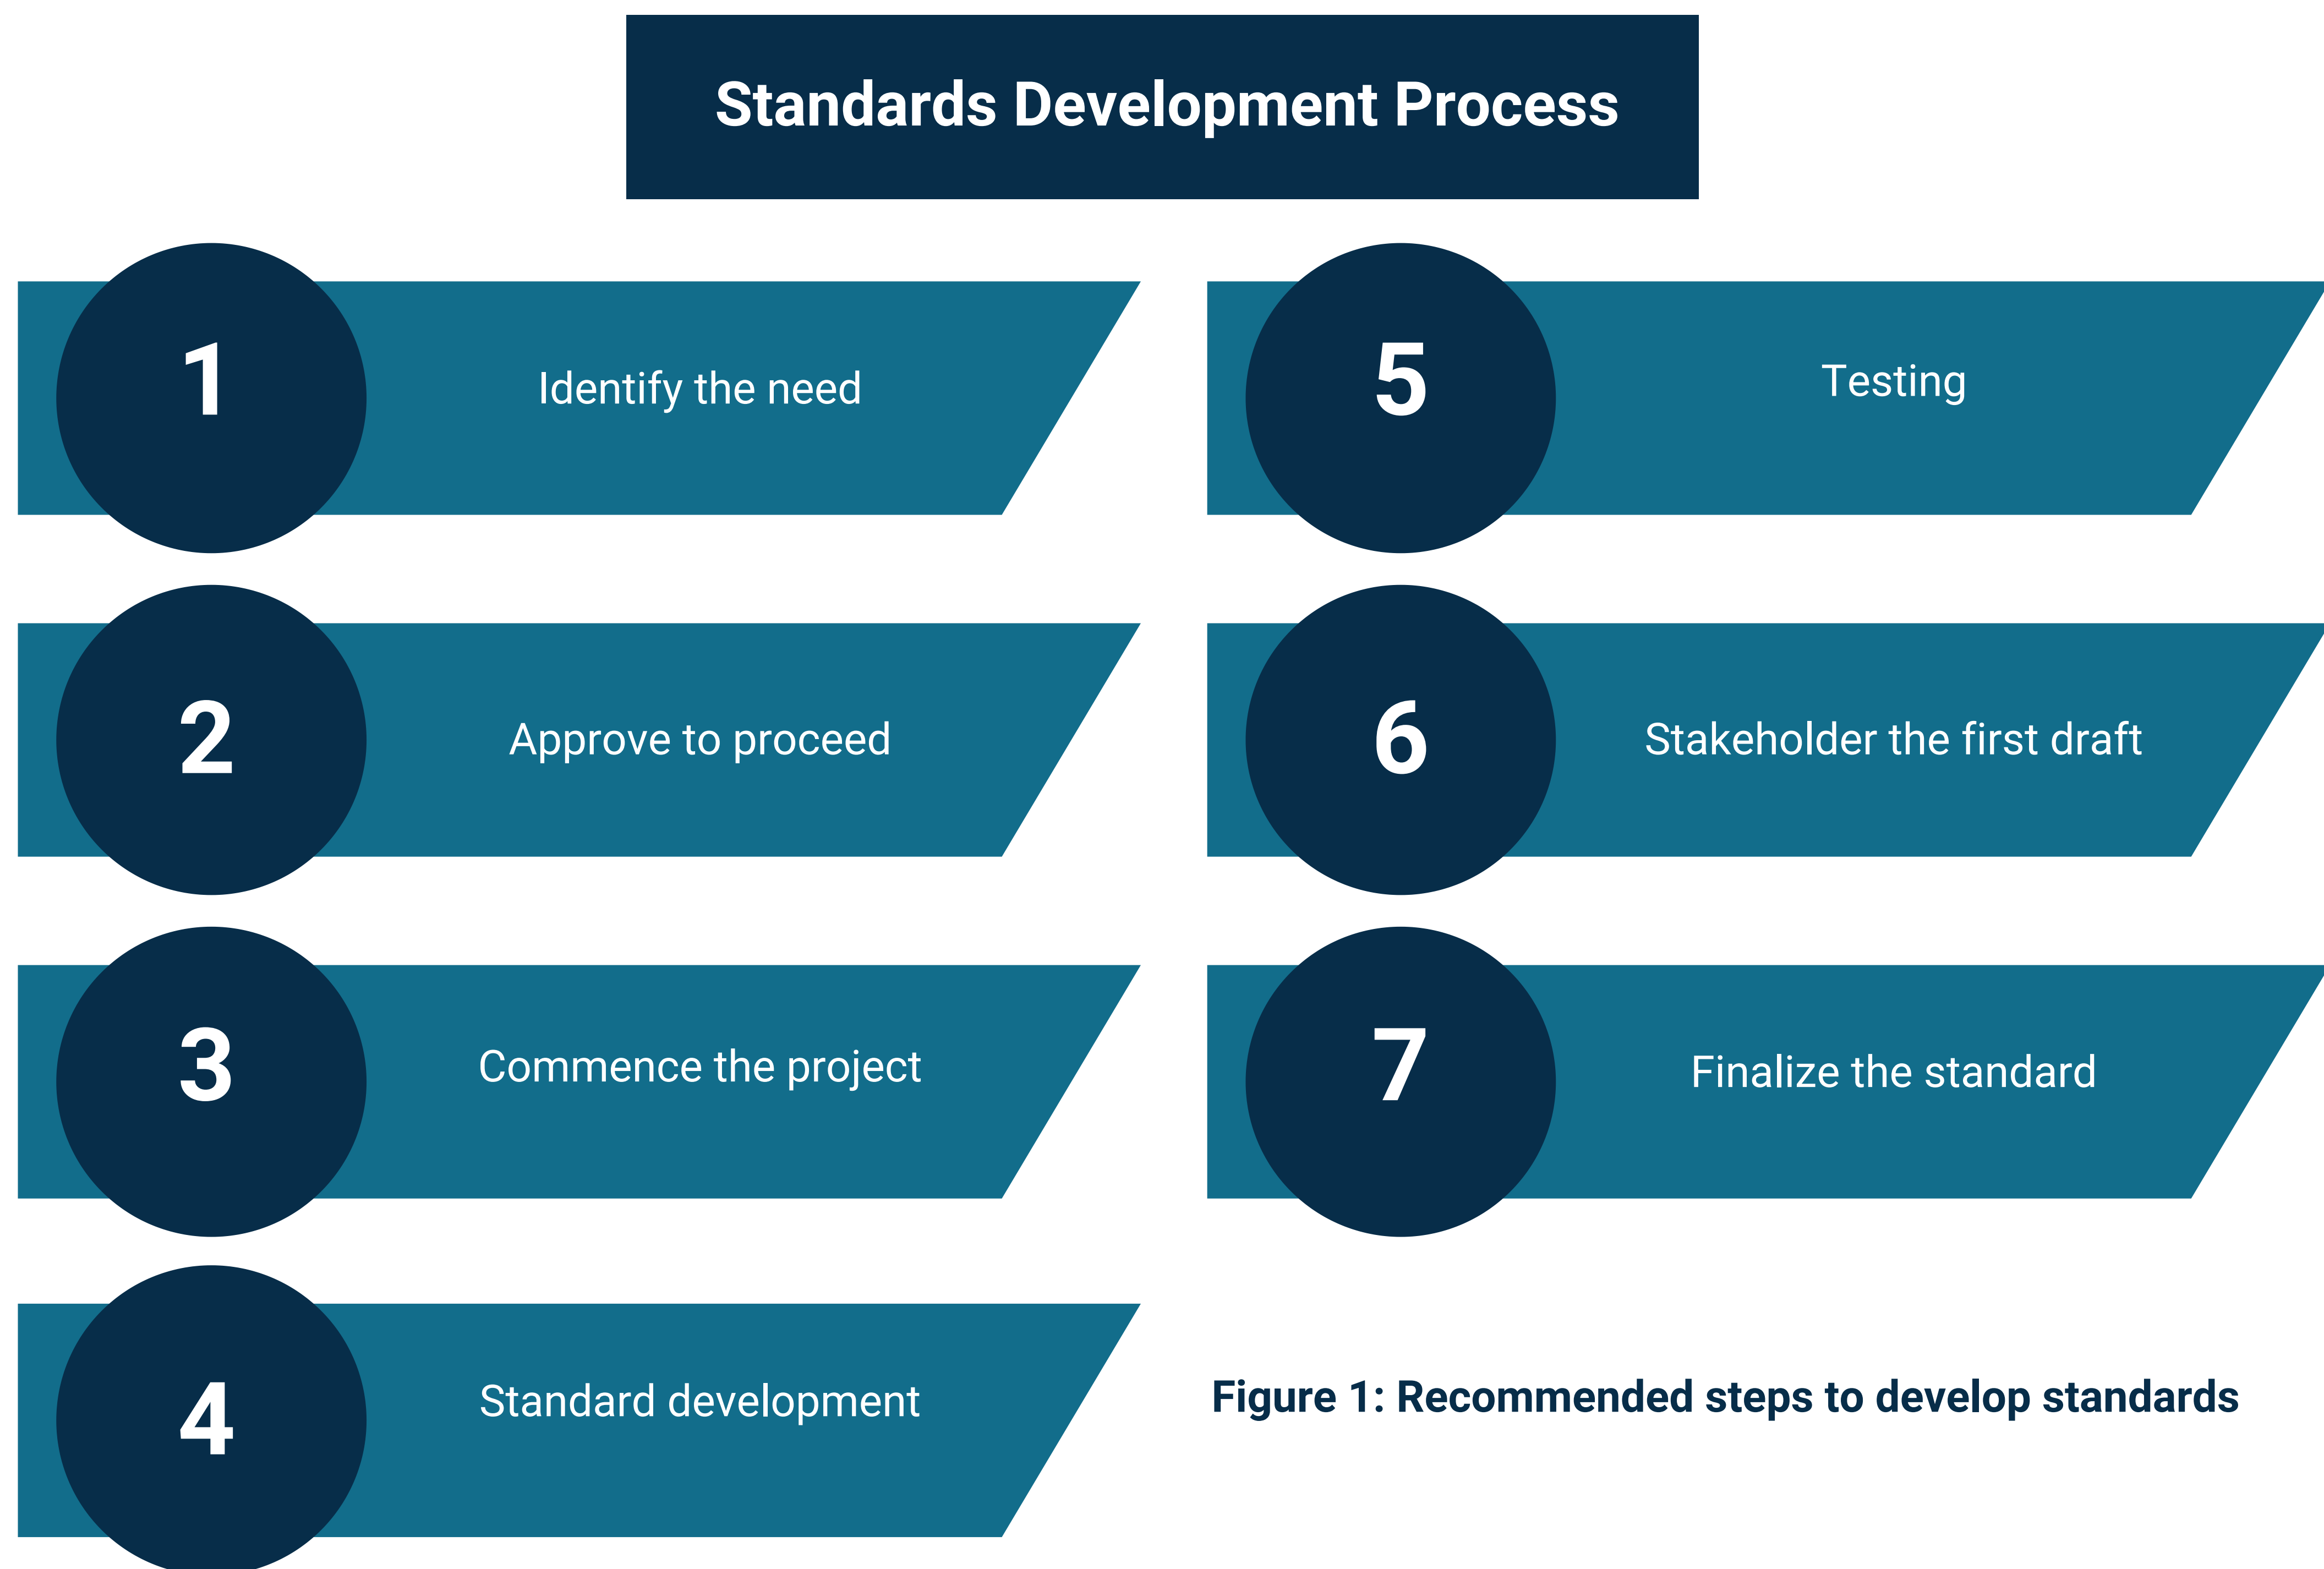 Standards Development Process
1
Identify the need
2
Approve to proceed
3
Commence the project
4
Standard development
5
Testing
6
Stakeholder the first draft
7
Finalize the standard
Figure 1: Recommended steps to develop standards